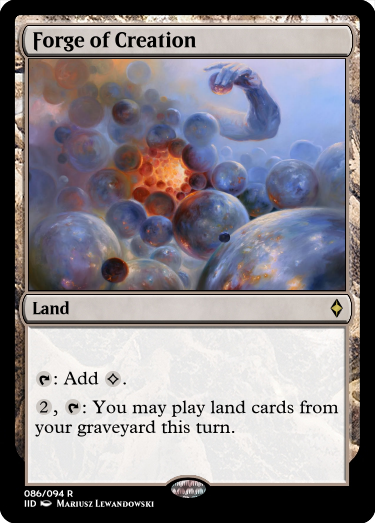 Forge of Creation
Land
: Add .
2, : You may play land cards from
your graveyard this turn.
086/094 R
IID Mariusz Lewandowski